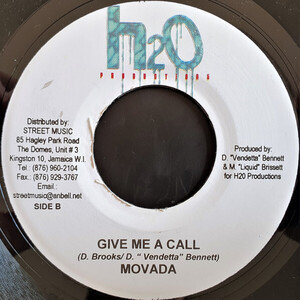 h2O
PRODUCTIONS
Distributed by:
STREET MUSIC
85 Hagley Park Road
The Domes, Unit # 3
Kingston 10, Jamaica W.I.
Tel: (876) 960-2104
Fax: (876) 929-3767
Email :
streetmusic@anbell.net
SIDE B
Produced by:
D. "Vendetta" Bennett
& M. "Liquid" Brissett
for H20 Productions
GIVE ME A CALL
(D. Brooks/ D. " Vendetta" Bennett)
MOVADA